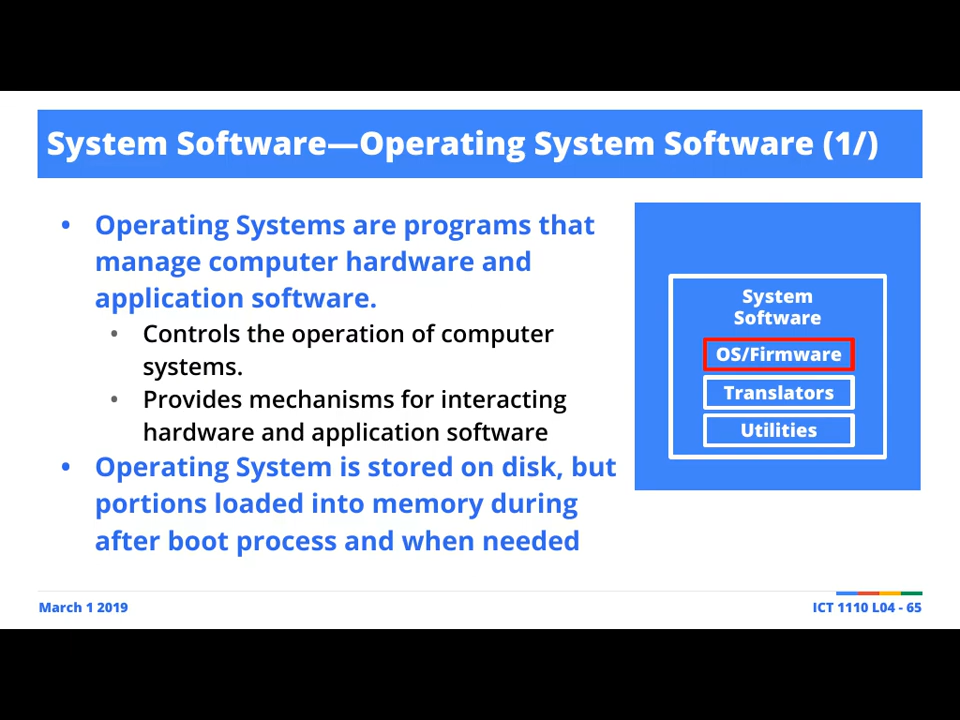 System Software—Operating System Software (1/)
• Operating Systems are programs that
manage computer hardware and
application software.
• Controls the operation of computer
systems.
• Provides mechanisms for interacting
hardware and application software
• Operating System is stored on disk, but
portions loaded into memory during
after boot process and when needed
System
Software
OS/Firmware
Translators
Utilities
March 1 2019
ICT 1110 L04 - 65